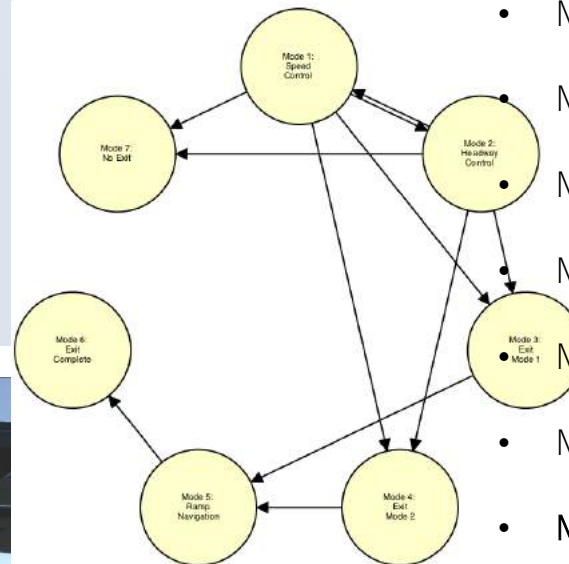 Mode 1:
Speed
Control
Mode 7:
No Exit
Mode 2:
Headway
Control
Mode 6:
Exit
Complete
Mode 3:
Exit
Mode 1
Mode 5:
Ramp
Navigation
Mode 4:
Exit
Mode 2